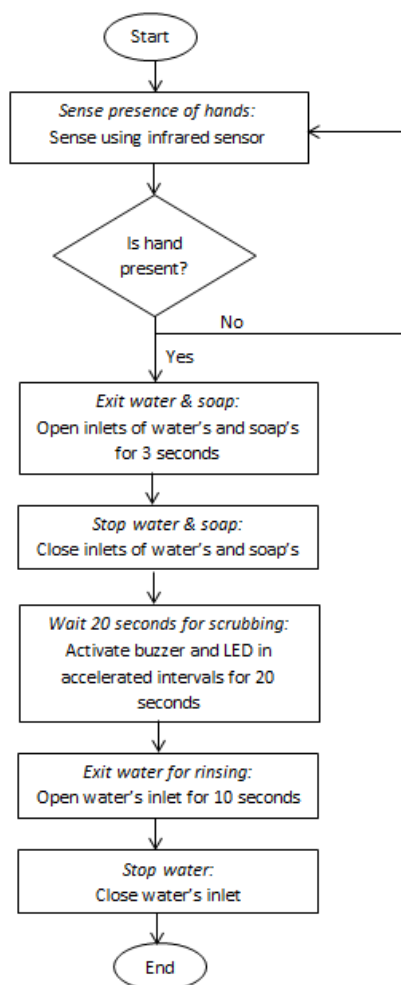 Start
Sense presence of hands:
Sense using infrared sensor
Is hand
present?
No
Yes
Exit water & soap:
Open inlets of water's and soap's
for 3 seconds
Stop water & soap:
Close inlets of water's and soap's
Wait 20 seconds for scrubbing:
Activate buzzer and LED in
accelerated intervals for 20
seconds
Exit water for rinsing:
Open water's inlet for 10 seconds
Stop water:
Close water's inlet
End